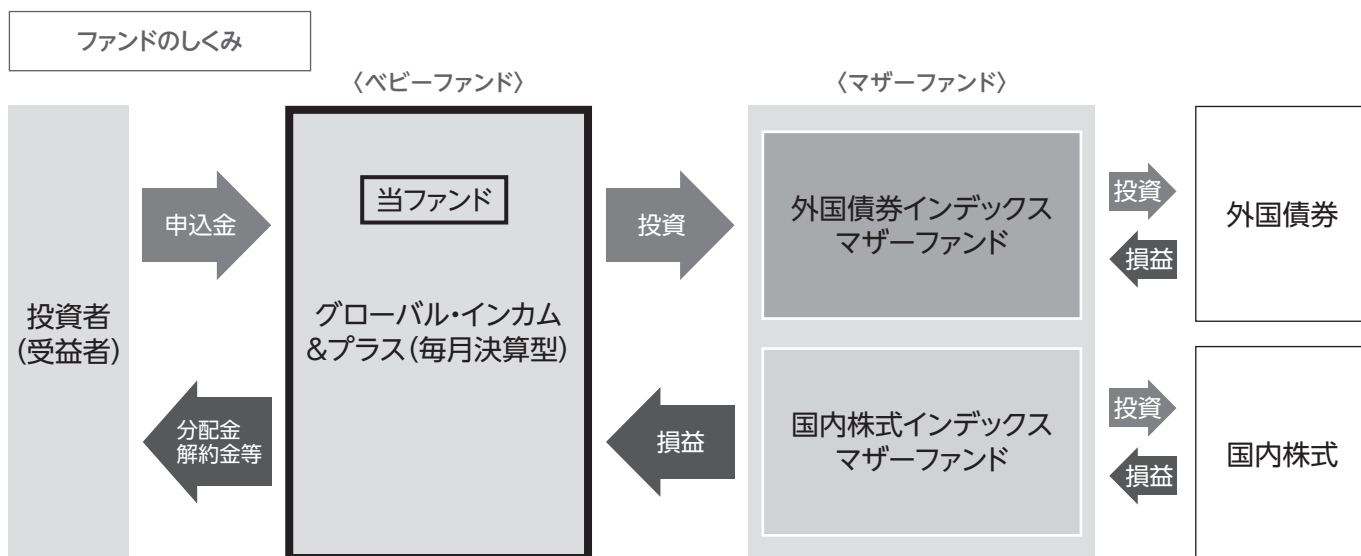 ファンドのしくみ
〈ベビーファンド〉
〈マザーファンド〉
投資者
(受益者)
申込金
分配金
解約金等
当ファンド
グローバル・インカム
&プラス(毎月決算型)
投資
損益
外国債券インデックス
マザーファンド
国内株式インデックス
マザーファンド
投資
損益
外国債券
投資
損益
国内株式